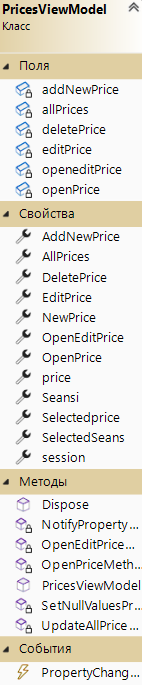 PricesViewModel
Класс
Поля
addNewPrice
allPrices
deletePrice
editPrice
openeditPrice
openPrice
Свойства
AddNewPrice
AllPrices
DeletePrice
EditPrice
NewPrice
OpenEditPrice
OpenPrice
price
Seansi
Selectedprice
SelectedSeans
session
Методы
Dispose
NotifyProperty...
OpenEditPrice...
OpenPriceMeth...
PricesViewModel
SetNullValuesPr...
UpdateAllPrice...
События
PropertyChang...